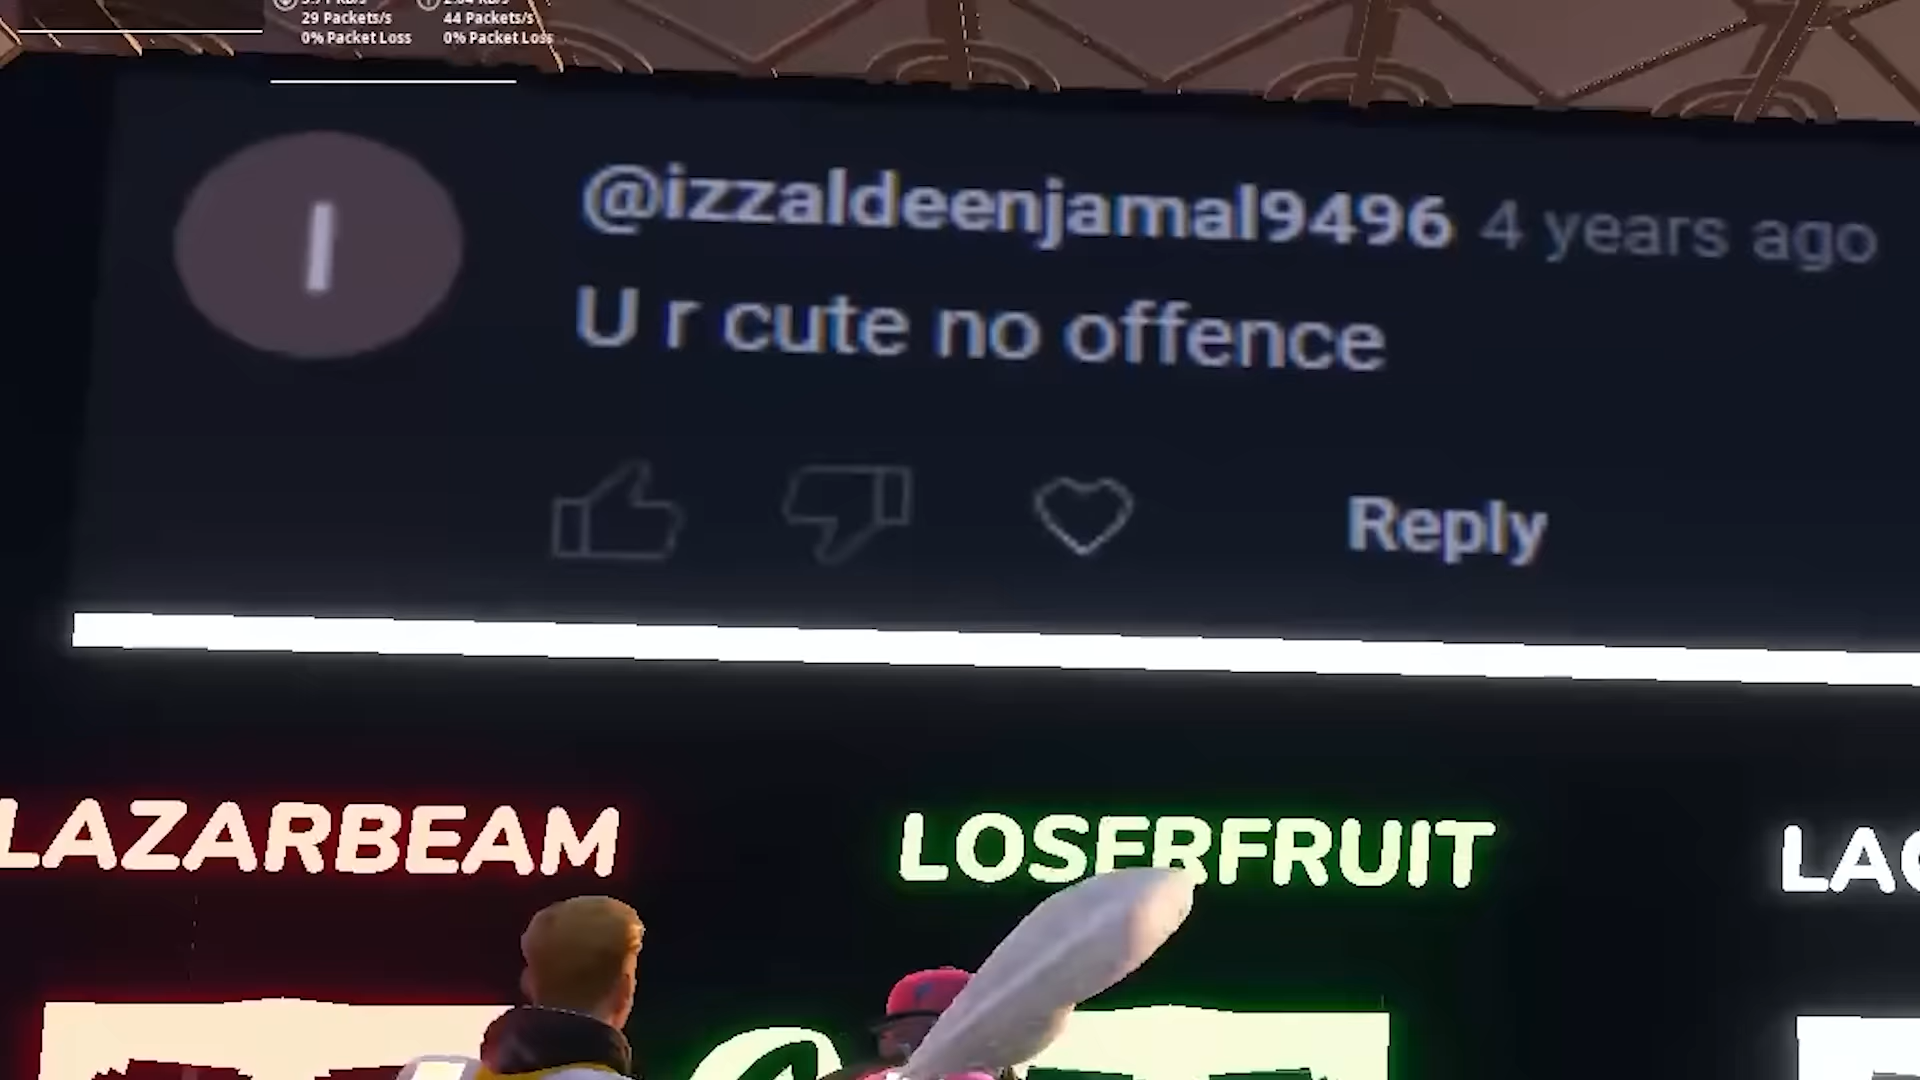 29 Packets/s 44 Packets/s
0% Packet Loss 0% Packet Loss
@izzaldeenjamal9496 4 years ago
U r cute no offence
Reply
LAZARBEAM LOSERFRUIT